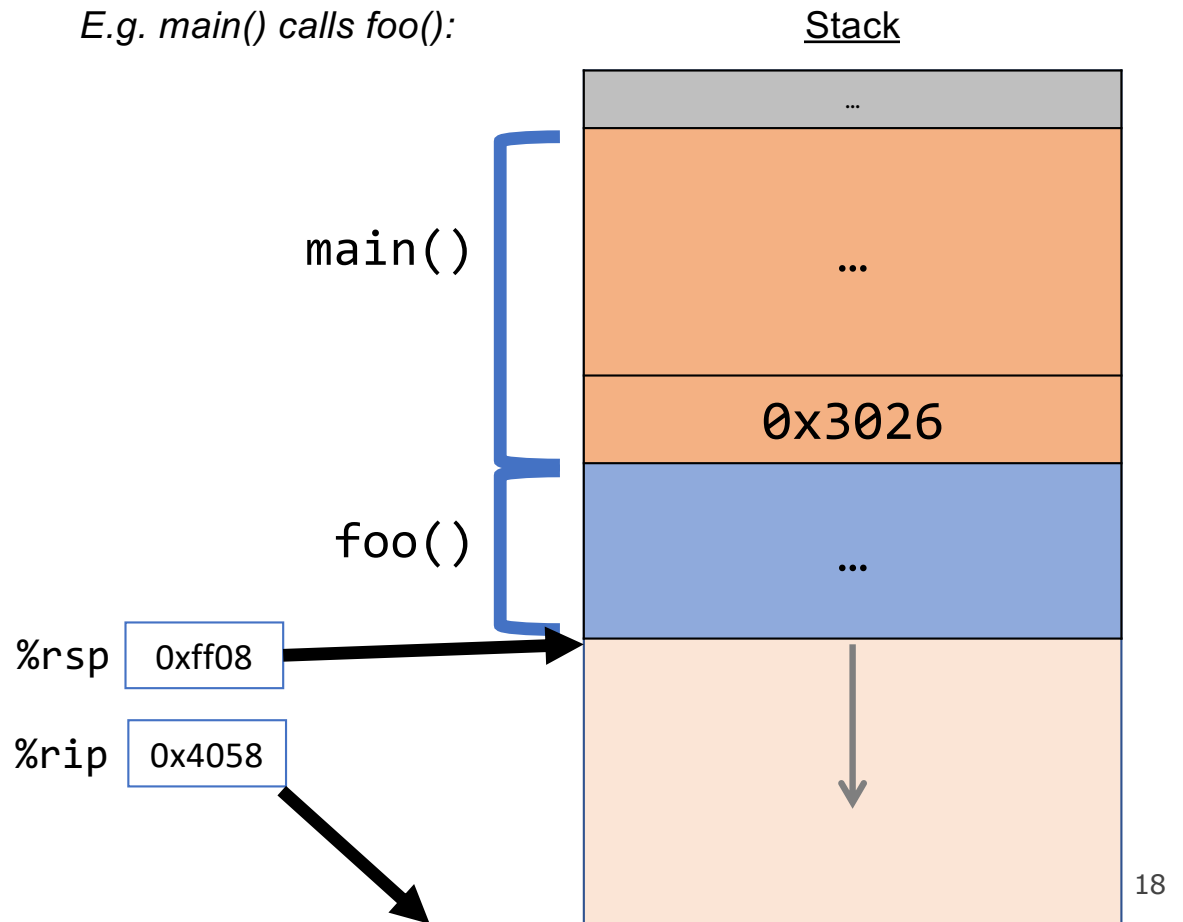 E.g. main() calls foo():
Stack
…
main()
…
0x3026
foo()
…
%rsp 0xff08
%rip 0x4058
18